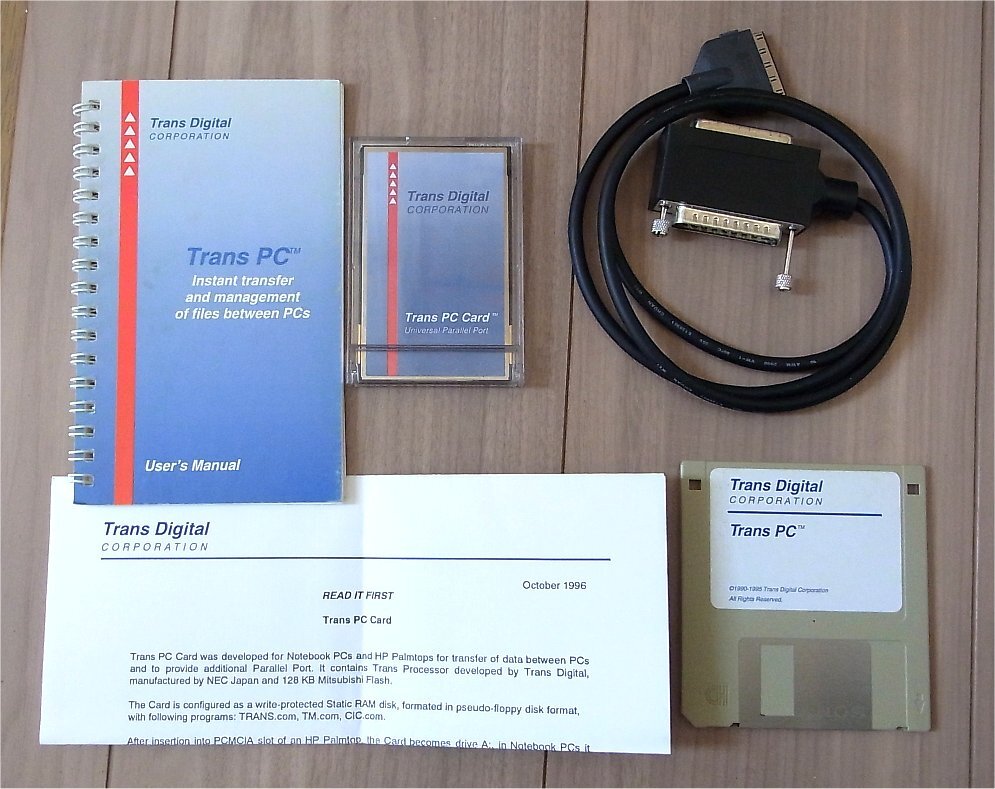 Trans Digital
CORPORATION
Trans PC™
Instant transfer
and management
of files between PCs
User's Manual
Trans Digital
CORPORATION
Trans PC Card™
Universal Parallel Port
Trans Digital
CORPORATION
October 1996
READ IT FIRST
Trans PC Card
Trans PC Card was developed for Notebook PCs and HP Palmtops for transfer of data between PCs
and to provide additional Parallel Port. It contains Trans Processor developed by Trans Digital,
manufactured by NEC Japan and 128 KB Mitsubishi Flash.
The Card is configured as a write-protected Static RAM disk, formatted in pseudo-floppy disk format,
with following programs: TRANS.com, TM.com, CIC.com.
After insertion into PCMCIA slot of an HP Palmtop, the Card becomes drive A:. In Notebook PCs it
Trans Digital
CORPORATION
Trans PC™
©1990-1995 Trans Digital Corporation
All Rights Reserved.